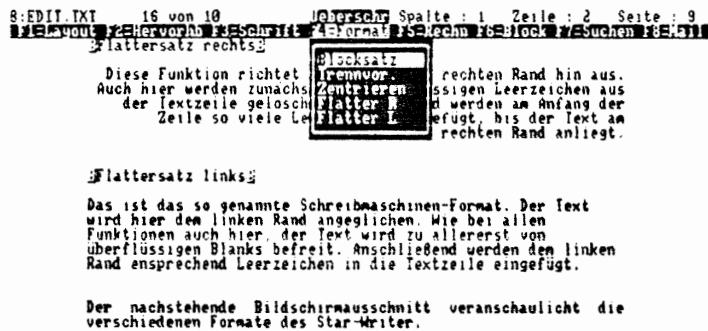 B:EDIT.TXT 16 von 10 Ueberschr Spalte : 1 Zeile : 2 Seite : 9
F1=Layout F2=Hervorhb F3=Schrift F4=Format F5=Rechn F6=Block F7=Suchen F8=Mail
Flattersatz rechts
Blocksatz
Trennvor.
Zentrieren
Flatter R
Flatter L
Diese Funktion richtet rechten Rand hin aus.
Auch hier werden zunächs ssigen Leerzeichen aus
der Textzeile gelösch d werden am Anfang der
Zeile so viele Le efügt, bis der Text am
rechten Rand anliegt.
Flattersatz links
Das ist das so genannte Schreibmaschinen-Format. Der Text
wird hier dem linken Rand angeglichen. Wie bei allen
Funktionen auch hier, der Text wird zu allererst von
überflüssigen Blanks befreit. Anschließend werden dem linken
Rand ensprechend Leerzeichen in die Textzeile eingefügt.
Der nachstehende Bildschirmausschnitt veranschaulicht die
verschiedenen Formate des Star-Writer.